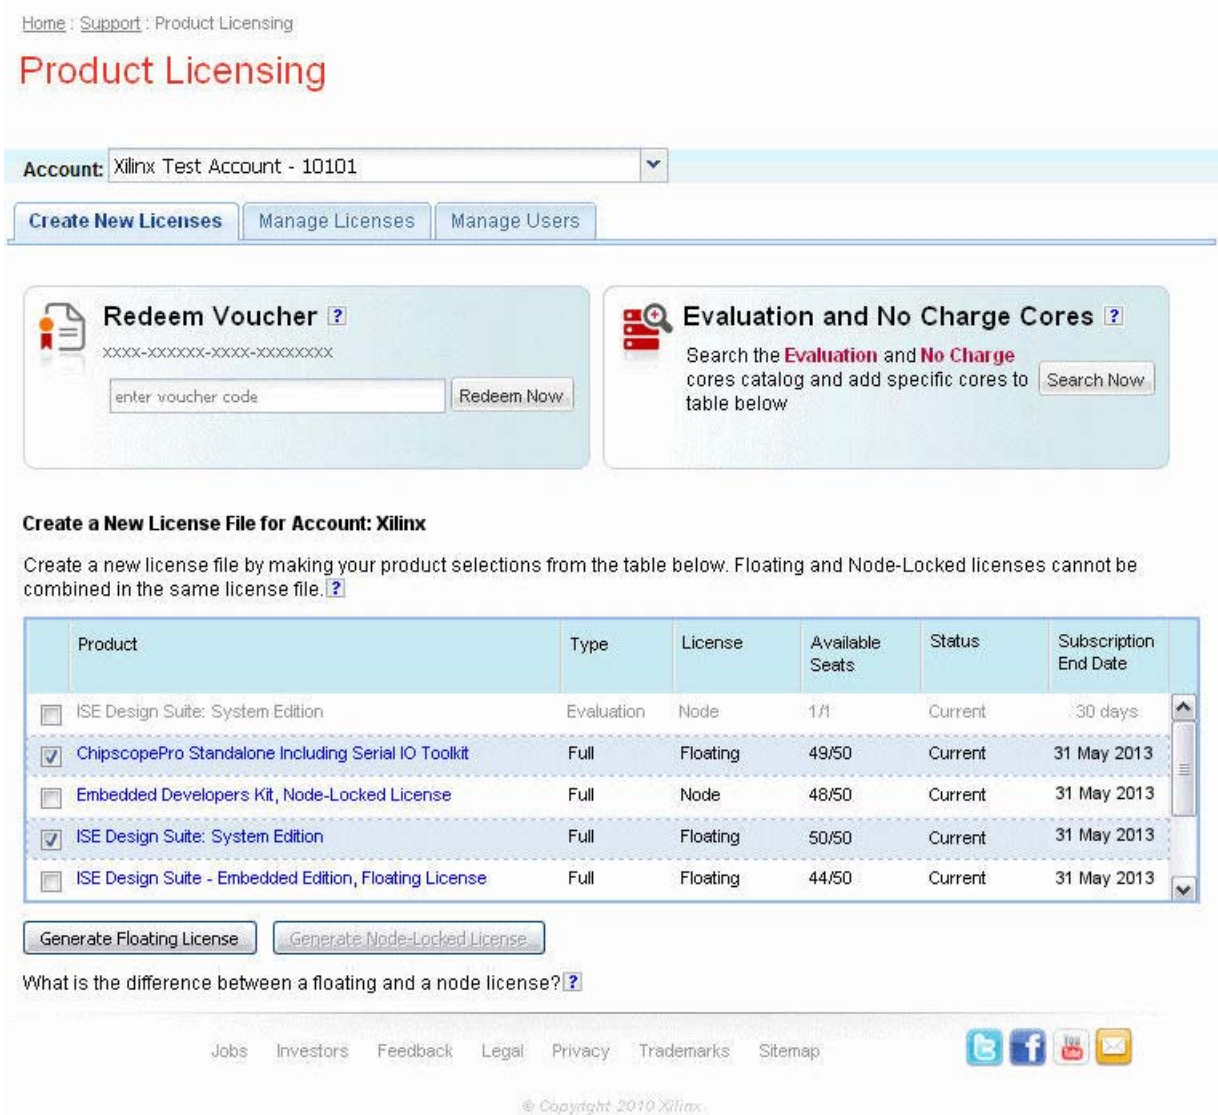 Home : Support : Product Licensing
Product Licensing
Account: Xilinx Test Account - 10101
Create New Licenses Manage Licenses Manage Users
Redeem Voucher ?
xxxx-xxxxxx-xxxx-xxxxxxxx
enter voucher code Redeem Now
Evaluation and No Charge Cores ?
Search the Evaluation and No Charge
cores catalog and add specific cores to
table below
Search Now
Create a New License File for Account: Xilinx
Create a new license file by making your product selections from the table below. Floating and Node-Locked licenses cannot be
combined in the same license file. ?
Product Type License Available Seats Status Subscription End Date
ISE Design Suite: System Edition Evaluation Node 1/1 Current 30 days
ChipscopePro Standalone Including Serial IO Toolkit Full Floating 49/50 Current 31 May 2013
Embedded Developers Kit, Node-Locked License Full Node 48/50 Current 31 May 2013
ISE Design Suite: System Edition Full Floating 50/50 Current 31 May 2013
ISE Design Suite - Embedded Edition, Floating License Full Floating 44/50 Current 31 May 2013
Generate Floating License Generate Node-Locked License
What is the difference between a floating and a node license? ?
Jobs Investors Feedback Legal Privacy Trademarks Sitemap
You Tube
© Copyright 2010 Xilinx